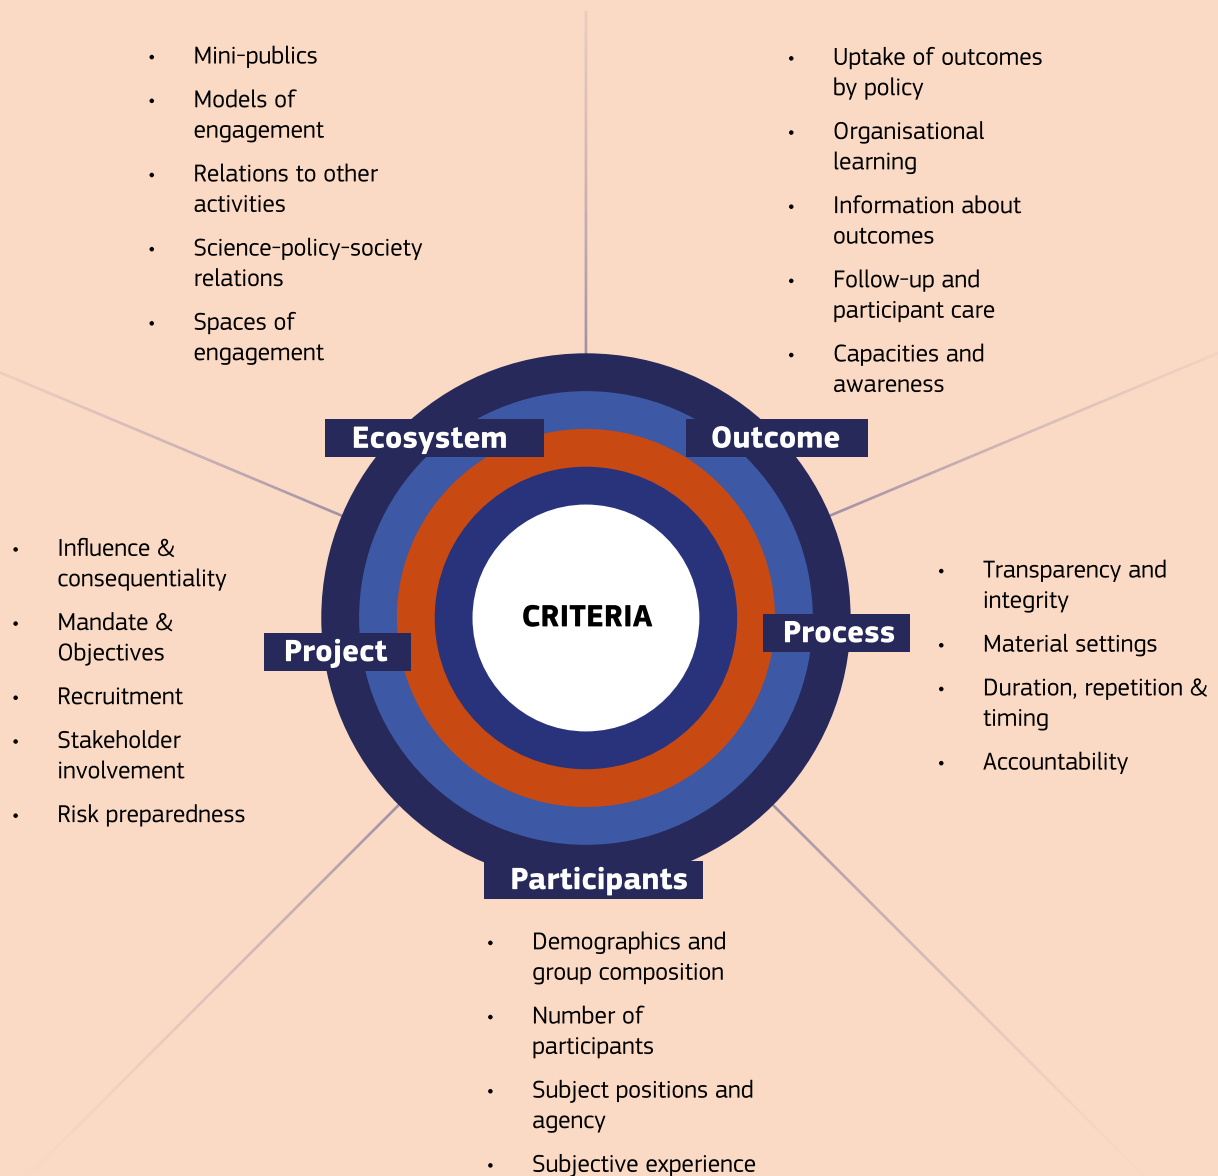 • Mini-publics
• Models of
engagement
• Relations to other
activities
• Science-policy-society
relations
• Spaces of
engagement
• Uptake of outcomes
by policy
• Organisational
learning
• Information about
outcomes
• Follow-up and
participant care
• Capacities and
awareness
Ecosystem
Outcome
• Influence &
consequentiality
• Mandate &
Objectives
• Recruitment
• Stakeholder
involvement
• Risk preparedness
Project
CRITERIA
Process
• Transparency and
integrity
• Material settings
• Duration, repetition &
timing
• Accountability
Participants
• Demographics and
group composition
• Number of
participants
• Subject positions and
agency
• Subjective experience